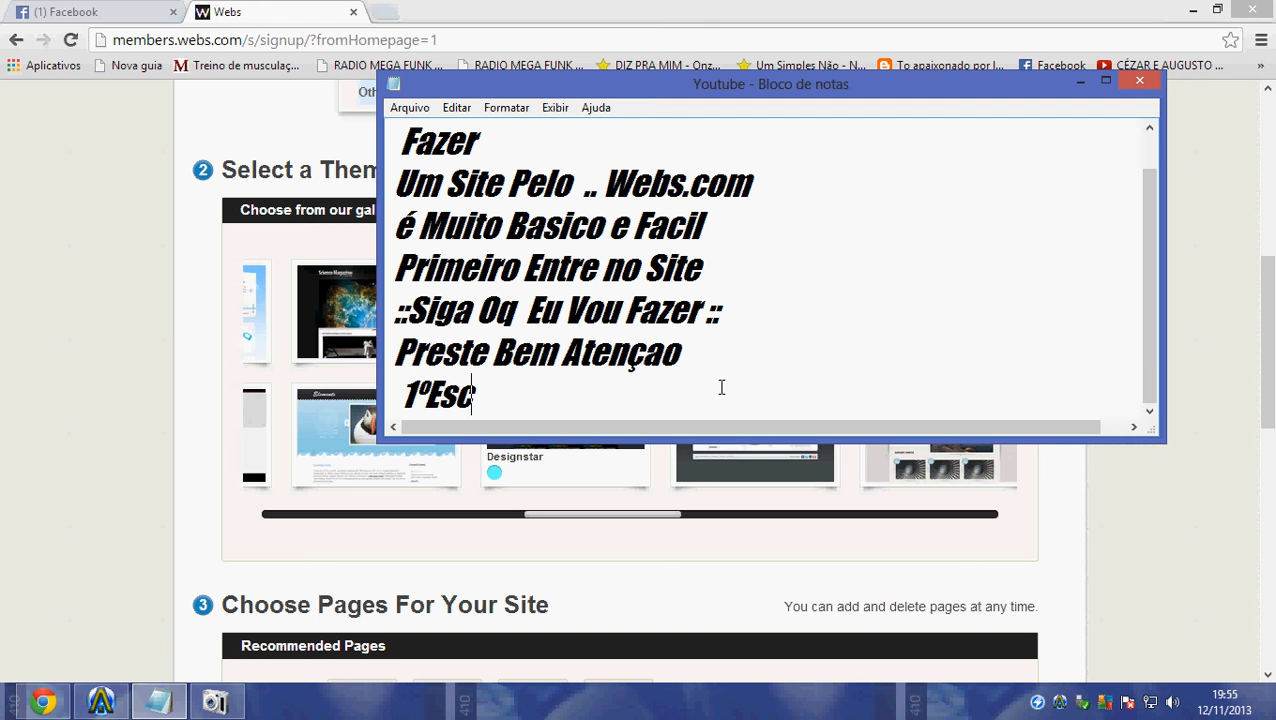 (1) Facebook
Webs
members.webs.com/s/signup/?fromHomepage=1
Aplicativos
Nova guia
Treino de musculaç...
RADIO MEGA FUNK ...
RADIO MEGA FUNK ...
DIZ PRA MIM - Onz...
Um Simples Não - N...
To apaixonado por l...
Facebook
CÉZAR E AUGUSTO ...
»
Youtube - Bloco de notas
Arquivo Editar Formatar Exibir Ajuda
Fazer
Um Site Pelo .. Webs.com
é Muito Basico e Facil
Primeiro Entre no Site
::Siga Oq Eu Vou Fazer ::
Preste Bem Atençao
1ºEsc
Oth
2 Select a Them
Choose from our gal
Science Magazine
Elements
Designstar
3 Choose Pages For Your Site
You can add and delete pages at any time.
Recommended Pages
19:55
12/11/2013